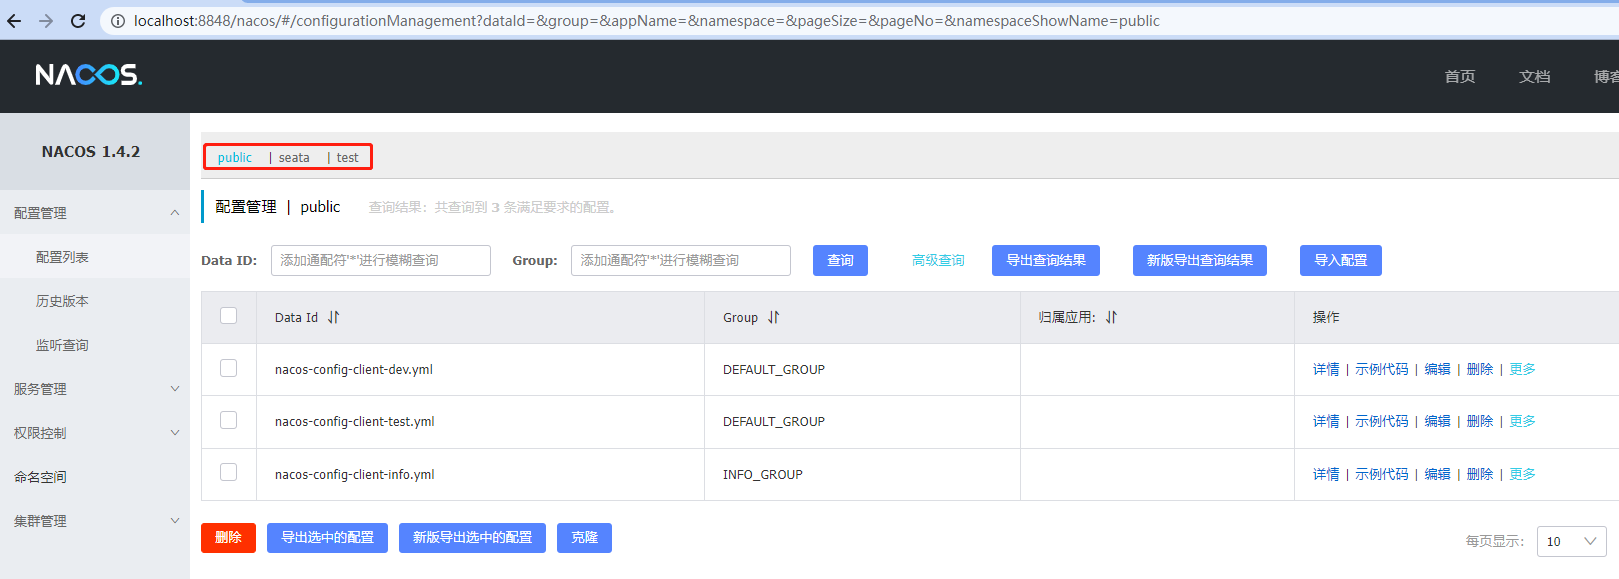 localhost:8848/nacos/#/configurationManagement?dataId=&group=&appName=&namespace=&pageSize=&pageNo=&namespaceShowName=public
NACOS. 首页 文档 博客
NACOS 1.4.2
public | seata | test
配置管理 | public 查询结果：共查询到 3 条满足要求的配置。
Data ID: 添加通配符'*'进行模糊查询 Group: 添加通配符'*'进行模糊查询 查询 高级查询 导出查询结果 新版导出查询结果 导入配置
配置管理
配置列表
历史版本
监听查询
服务管理
权限控制
命名空间
集群管理
Data Id Group 归属应用: 操作
nacos-config-client-dev.yml DEFAULT_GROUP 详情 | 示例代码 | 编辑 | 删除 | 更多
nacos-config-client-test.yml DEFAULT_GROUP 详情 | 示例代码 | 编辑 | 删除 | 更多
nacos-config-client-info.yml INFO_GROUP 详情 | 示例代码 | 编辑 | 删除 | 更多
删除 导出选中的配置 新版导出选中的配置 克隆
每页显示: 10